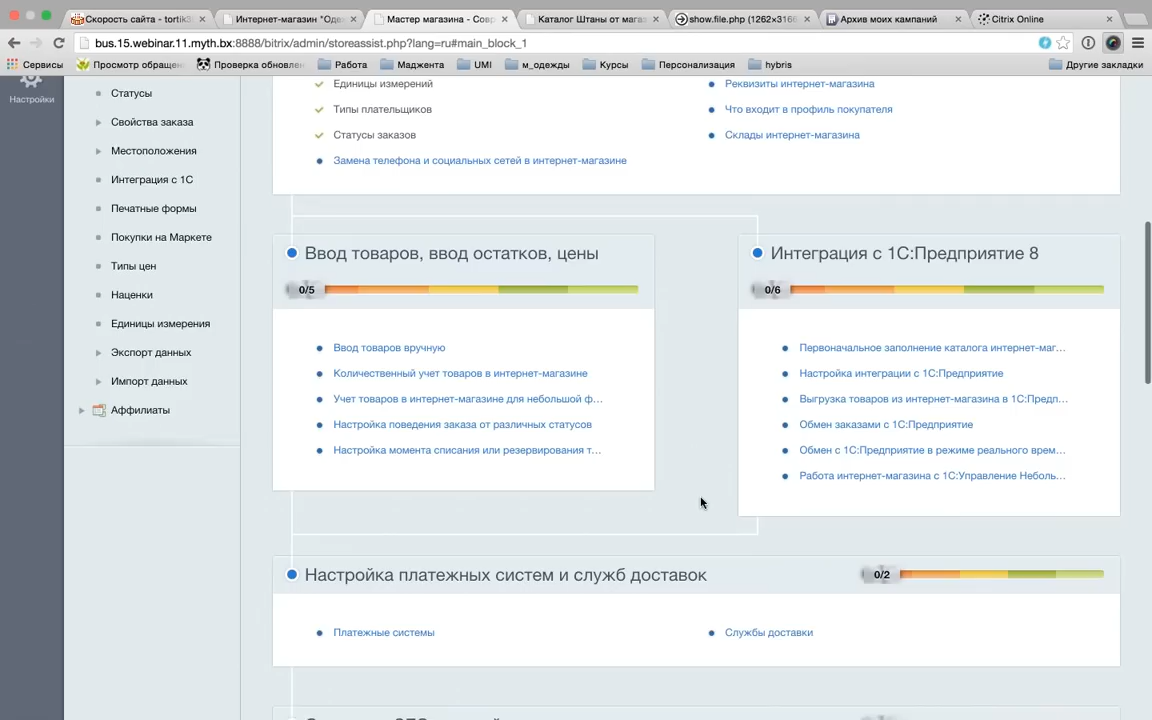 Скорость сайта - tortik3
Интернет-магазин "Оде
Мастер магазина - Совр
Каталог Штаны от магаз
show.file.php (1262×3166
Архив моих кампаний
Citrix Online
bus.15.webinar.11.myth.bx:8888/bitrix/admin/storeassist.php?lang=ru#main_block_1
Сервисы
Просмотр обращен
Проверка обновлен
Работа
Маджента
UMI
м_одежды
Курсы
Персонализация
hybris
Другие закладки
Настройки
Статусы
Свойства заказа
Местоположения
Интеграция с 1С
Печатные формы
Покупки на Маркете
Типы цен
Наценки
Единицы измерения
Экспорт данных
Импорт данных
Аффилиаты
Единицы измерений
Типы плательщиков
Статусы заказов
Замена телефона и социальных сетей в интернет-магазине
Реквизиты интернет-магазина
Что входит в профиль покупателя
Склады интернет-магазина
Ввод товаров, ввод остатков, цены
0/5
Ввод товаров вручную
Количественный учет товаров в интернет-магазине
Учет товаров в интернет-магазине для небольшой ф...
Настройка поведения заказа от различных статусов
Настройка момента списания или резервирования т...
Интеграция с 1С:Предприятие 8
0/6
Первоначальное заполнение каталога интернет-маг...
Настройка интеграции с 1С:Предприятие
Выгрузка товаров из интернет-магазина в 1С:Предп...
Обмен заказами с 1С:Предприятие
Обмен с 1С:Предприятие в режиме реального врем...
Работа интернет-магазина с 1С:Управление Неболь...
Настройка платежных систем и служб доставок
0/2
Платежные системы
Службы доставки